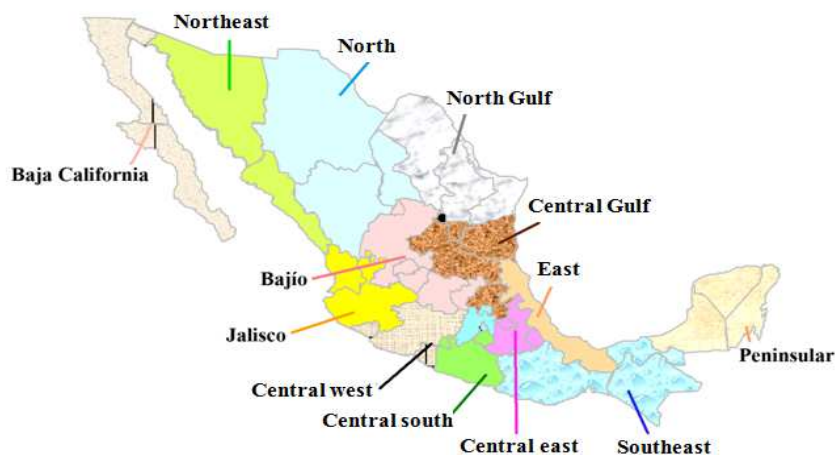 Northeast
North
North Gulf
Baja California
Central Gulf
Bajío
East
Jalisco
Peninsular
Central west
Central south
Central east
Southeast